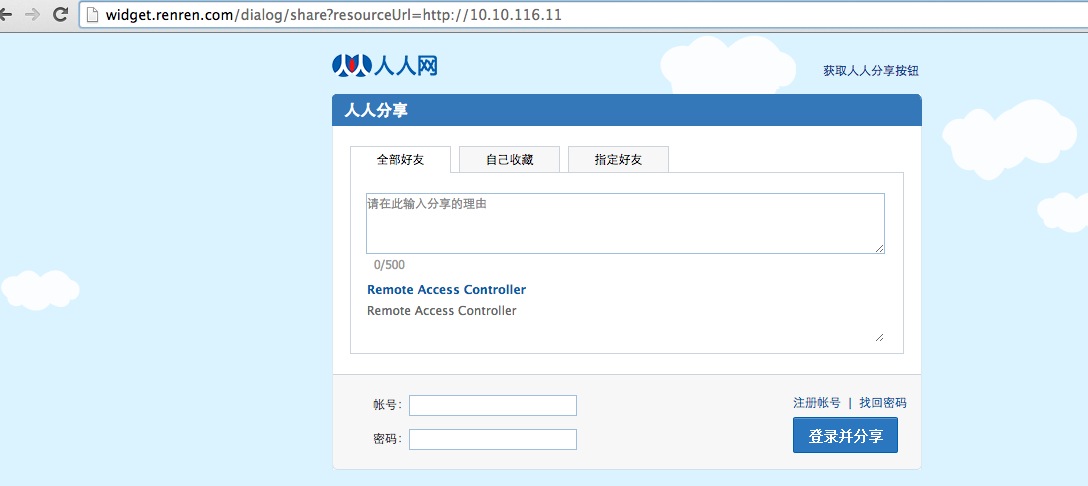 widget.renren.com/dialog/share?resourceUrl=http://10.10.116.11
人人网
获取人人分享按钮
人人分享
全部好友 自己收藏 指定好友
请在此输入分享的理由
0/500
Remote Access Controller
Remote Access Controller
帐号: 注册帐号 | 找回密码
密码: 登录并分享